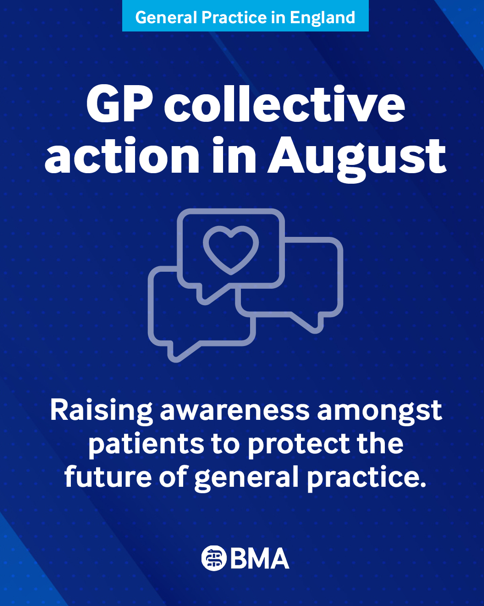 General Practice in England
GP collective
action in August
Raising awareness amongst
patients to protect the
future of general practice.
BMA